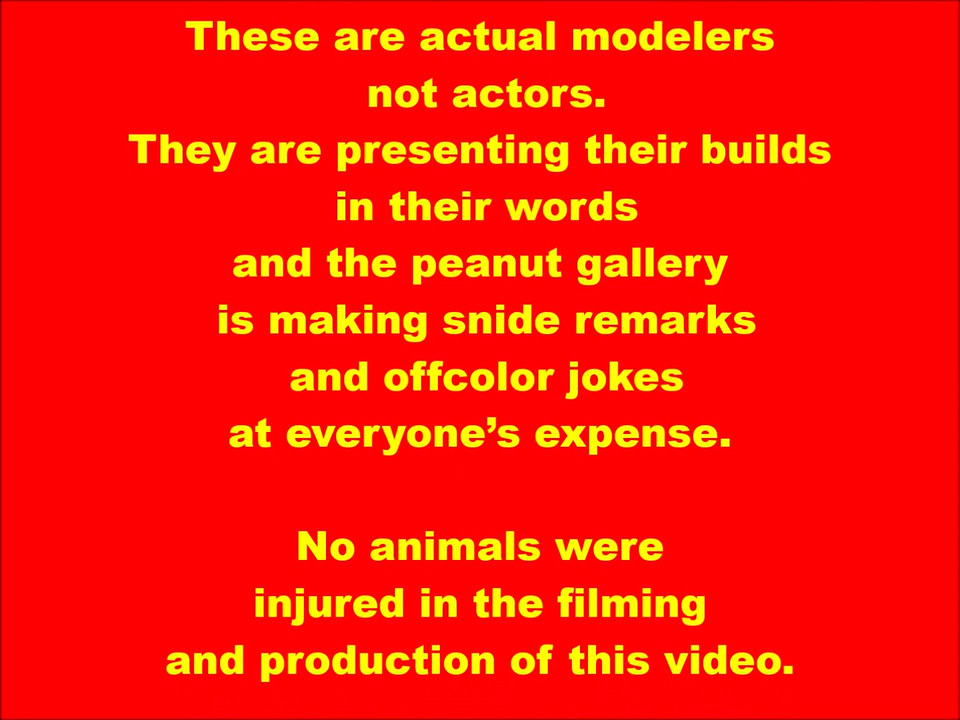 These are actual modelers
not actors.
They are presenting their builds
in their words
and the peanut gallery
is making snide remarks
and offcolor jokes
at everyone’s expense.
No animals were
injured in the filming
and production of this video.